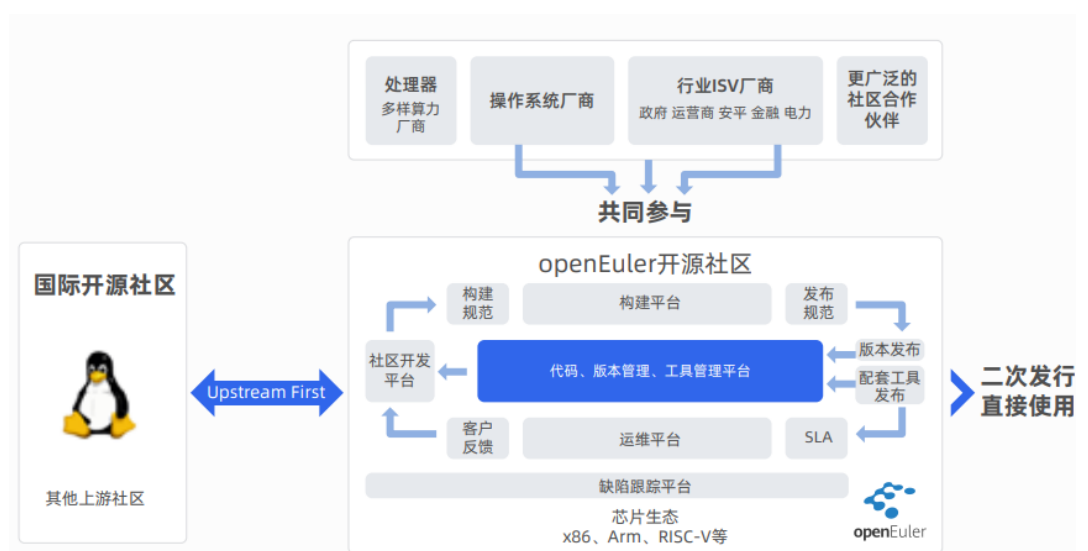 处理器
多样算力
厂商
操作系统厂商
行业ISV厂商
政府 运营商 安平 金融 电力
更广泛的
社区合作
伙伴
共同参与
国际开源社区
其他上游社区
Upstream First
openEuler开源社区
构建
规范
构建平台
发布
规范
社区开发
平台
代码、版本管理、工具管理平台
版本发布
配套工具
发布
客户
反馈
运维平台
SLA
缺陷跟踪平台
芯片生态
x86、Arm、RISC-V等
openEuler
二次发行
直接使用